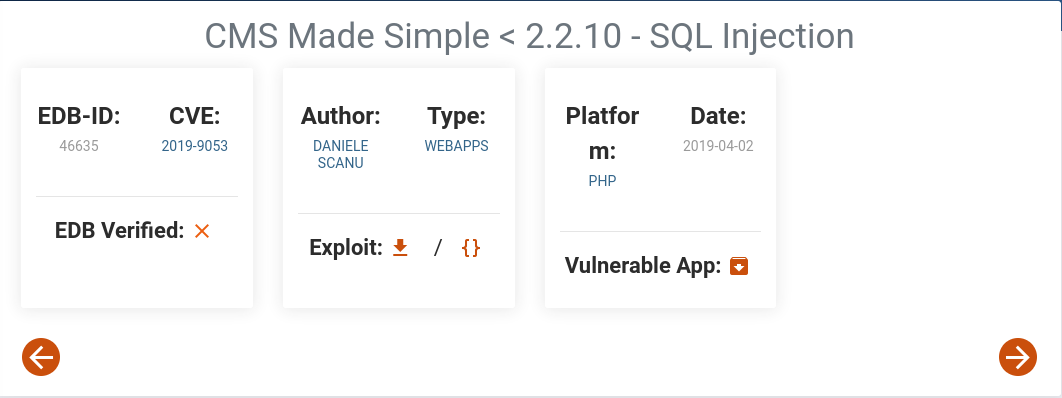 CMS Made Simple < 2.2.10 - SQL Injection
EDB-ID:
46635
CVE:
2019-9053
EDB Verified:
Author:
DANIELE
SCANU
Type:
WEBAPPS
Exploit: / {}
Platfor
m:
PHP
Date:
2019-04-02
Vulnerable App: